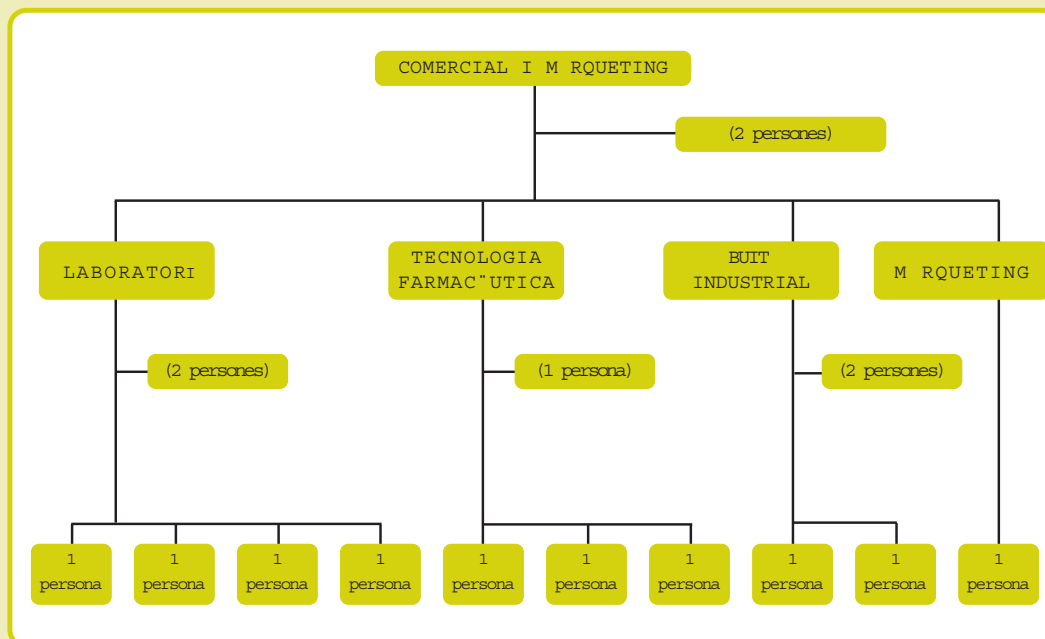 COMERCIAL I M RQUETING
(2 persones)
LABORATORI
TECNOLOGIA
FARMAC¨UTICA
BUIT
INDUSTRIAL
M RQUETING
(2 persones)
(1 persona)
(2 persones)
1
persona
1
persona
1
persona
1
persona
1
persona
1
persona
1
persona
1
persona
1
persona
1
persona